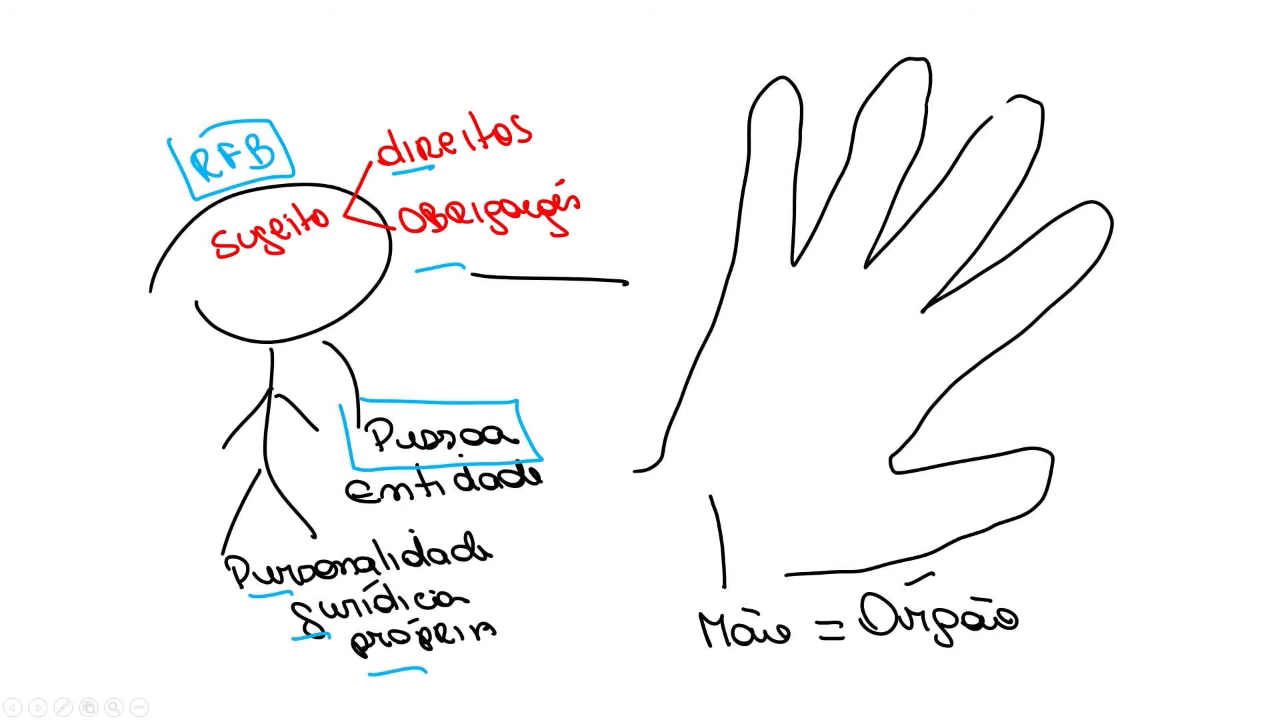 RFB
direitos
sujeito
obrigações
Pessoa
entidade
Personalidade
Jurídica
própria
Mão = Órgão